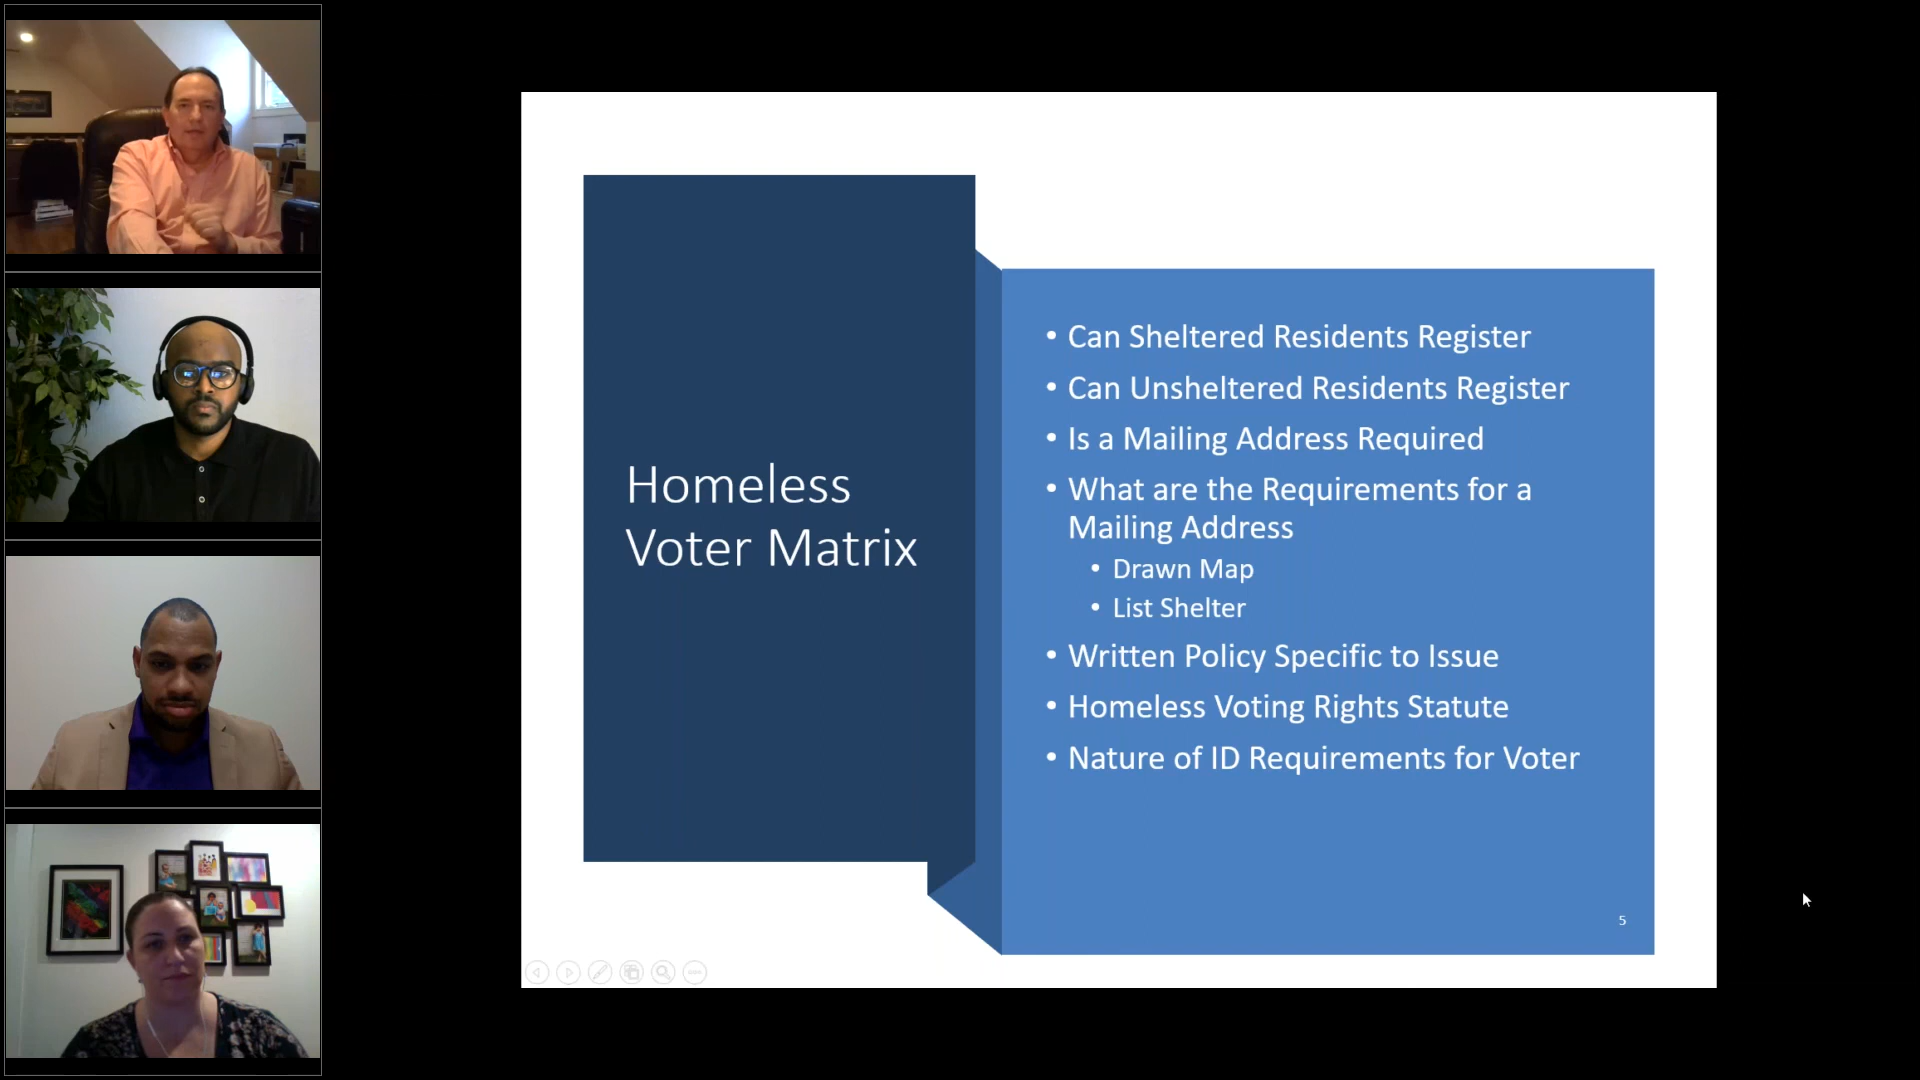 Homeless
Voter Matrix
• Can Sheltered Residents Register
• Can Unsheltered Residents Register
• Is a Mailing Address Required
• What are the Requirements for a
Mailing Address
• Drawn Map
• List Shelter
• Written Policy Specific to Issue
• Homeless Voting Rights Statute
• Nature of ID Requirements for Voter
5